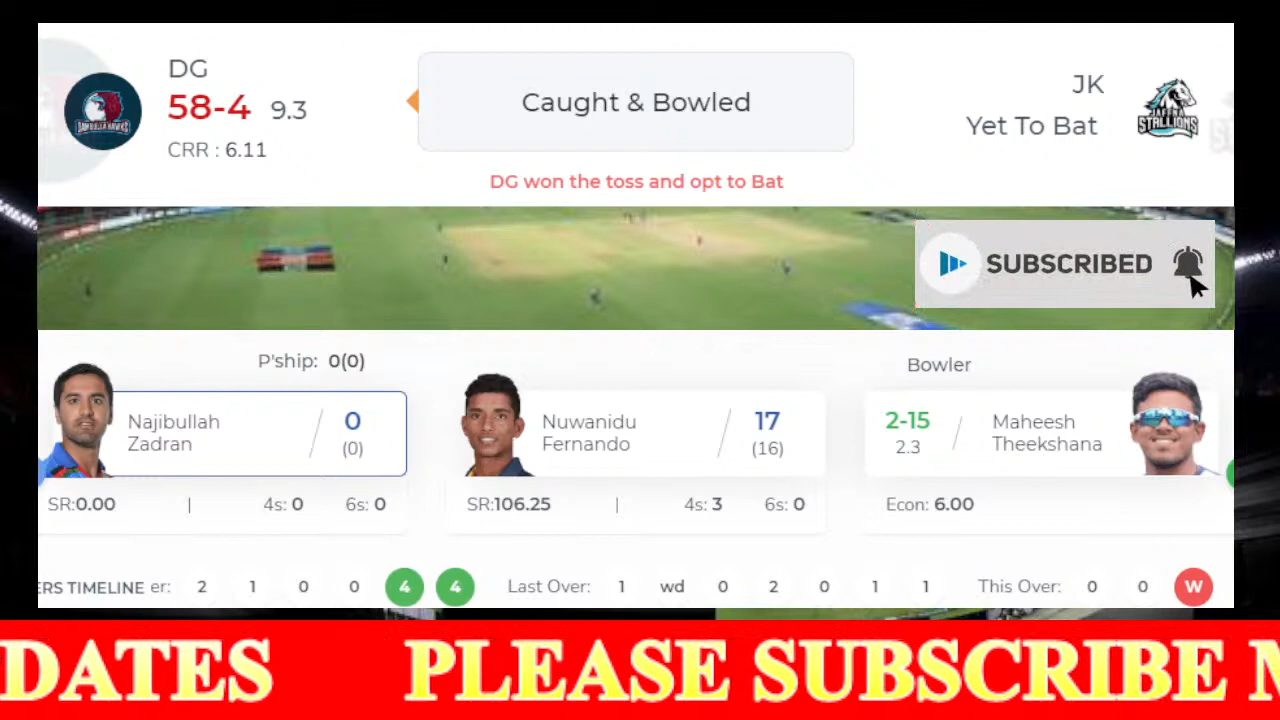 DG
58-4 9.3
CRR : 6.11
DAMBULLA HAWKS
Caught & Bowled
DG won the toss and opt to Bat
JK
Yet To Bat
JAFFNA
STALLIONS
SUBSCRIBED
P'ship: 0(0)
Najibullah
Zadran
0
(0)
SR:0.00 | 4s: 0 6s: 0
Nuwanidu
Fernando
17
(16)
SR:106.25 | 4s: 3 6s: 0
Bowler
2-15
2.3
Maheesh
Theekshana
Econ: 6.00
ERS TIMELINE er: 2 1 0 0 4 4 Last Over: 1 wd 0 2 0 1 1 This Over: 0 0 W
DATES PLEASE SUBSCRIBE M